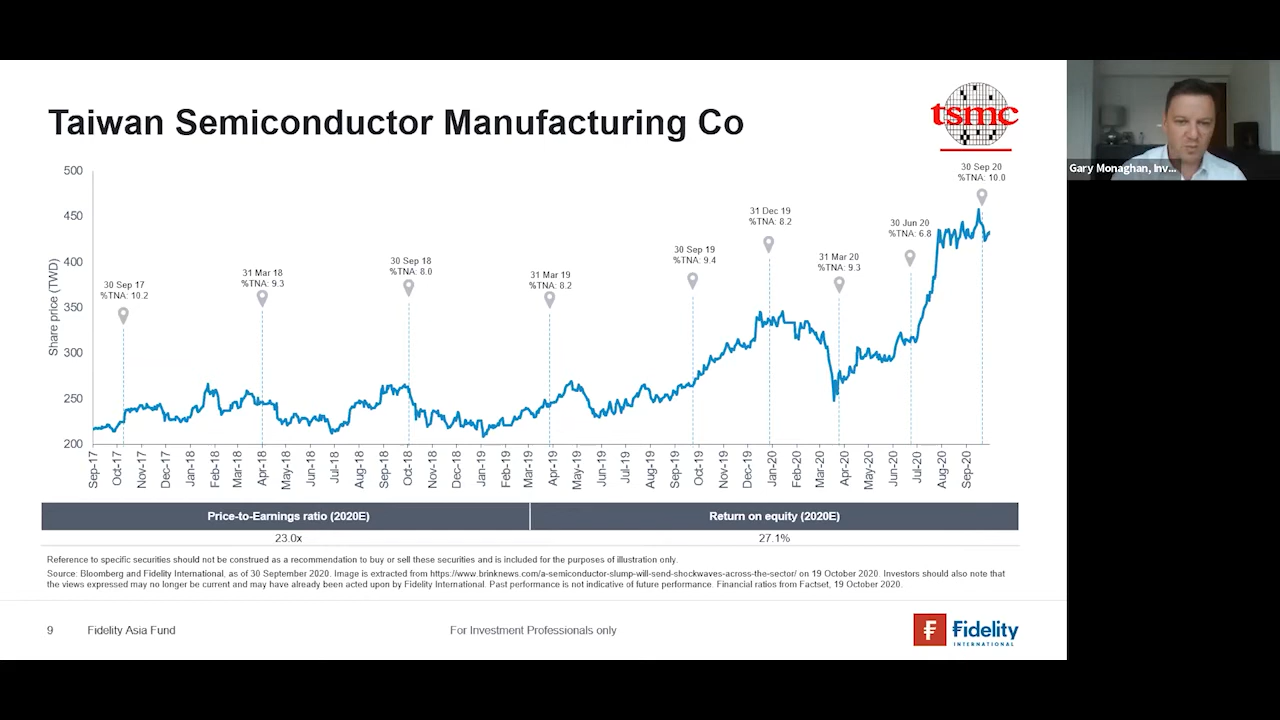 Taiwan Semiconductor Manufacturing Co
tsmc
Gary Monaghan, Inv...
Share price (TWD)
500
450
400
350
300
250
200
30 Sep 17
%TNA: 10.2
31 Mar 18
%TNA: 9.3
30 Sep 18
%TNA: 8.0
31 Mar 19
%TNA: 8.2
30 Sep 19
%TNA: 9.4
31 Dec 19
%TNA: 8.2
31 Mar 20
%TNA: 9.3
30 Jun 20
%TNA: 6.8
30 Sep 20
%TNA: 10.0
Sep-17
Oct-17
Nov-17
Dec-17
Jan-18
Feb-18
Mar-18
Apr-18
May-18
Jun-18
Jul-18
Aug-18
Sep-18
Oct-18
Nov-18
Dec-18
Jan-19
Feb-19
Mar-19
Apr-19
May-19
Jun-19
Jul-19
Aug-19
Sep-19
Oct-19
Nov-19
Dec-19
Jan-20
Feb-20
Mar-20
Apr-20
May-20
Jun-20
Jul-20
Aug-20
Sep-20
Price-to-Earnings ratio (2020E) Return on equity (2020E)
23.0x 27.1%
Reference to specific securities should not be construed as a recommendation to buy or sell these securities and is included for the purposes of illustration only.
Source: Bloomberg and Fidelity International, as of 30 September 2020. Image is extracted from https://www.brinknews.com/a-semiconductor-slump-will-send-shockwaves-across-the-sector/ on 19 October 2020. Investors should also note that
the views expressed may no longer be current and may have already been acted upon by Fidelity International. Past performance is not indicative of future performance. Financial ratios from Factset, 19 October 2020.
9 Fidelity Asia Fund For Investment Professionals only
Fidelity
INTERNATIONAL